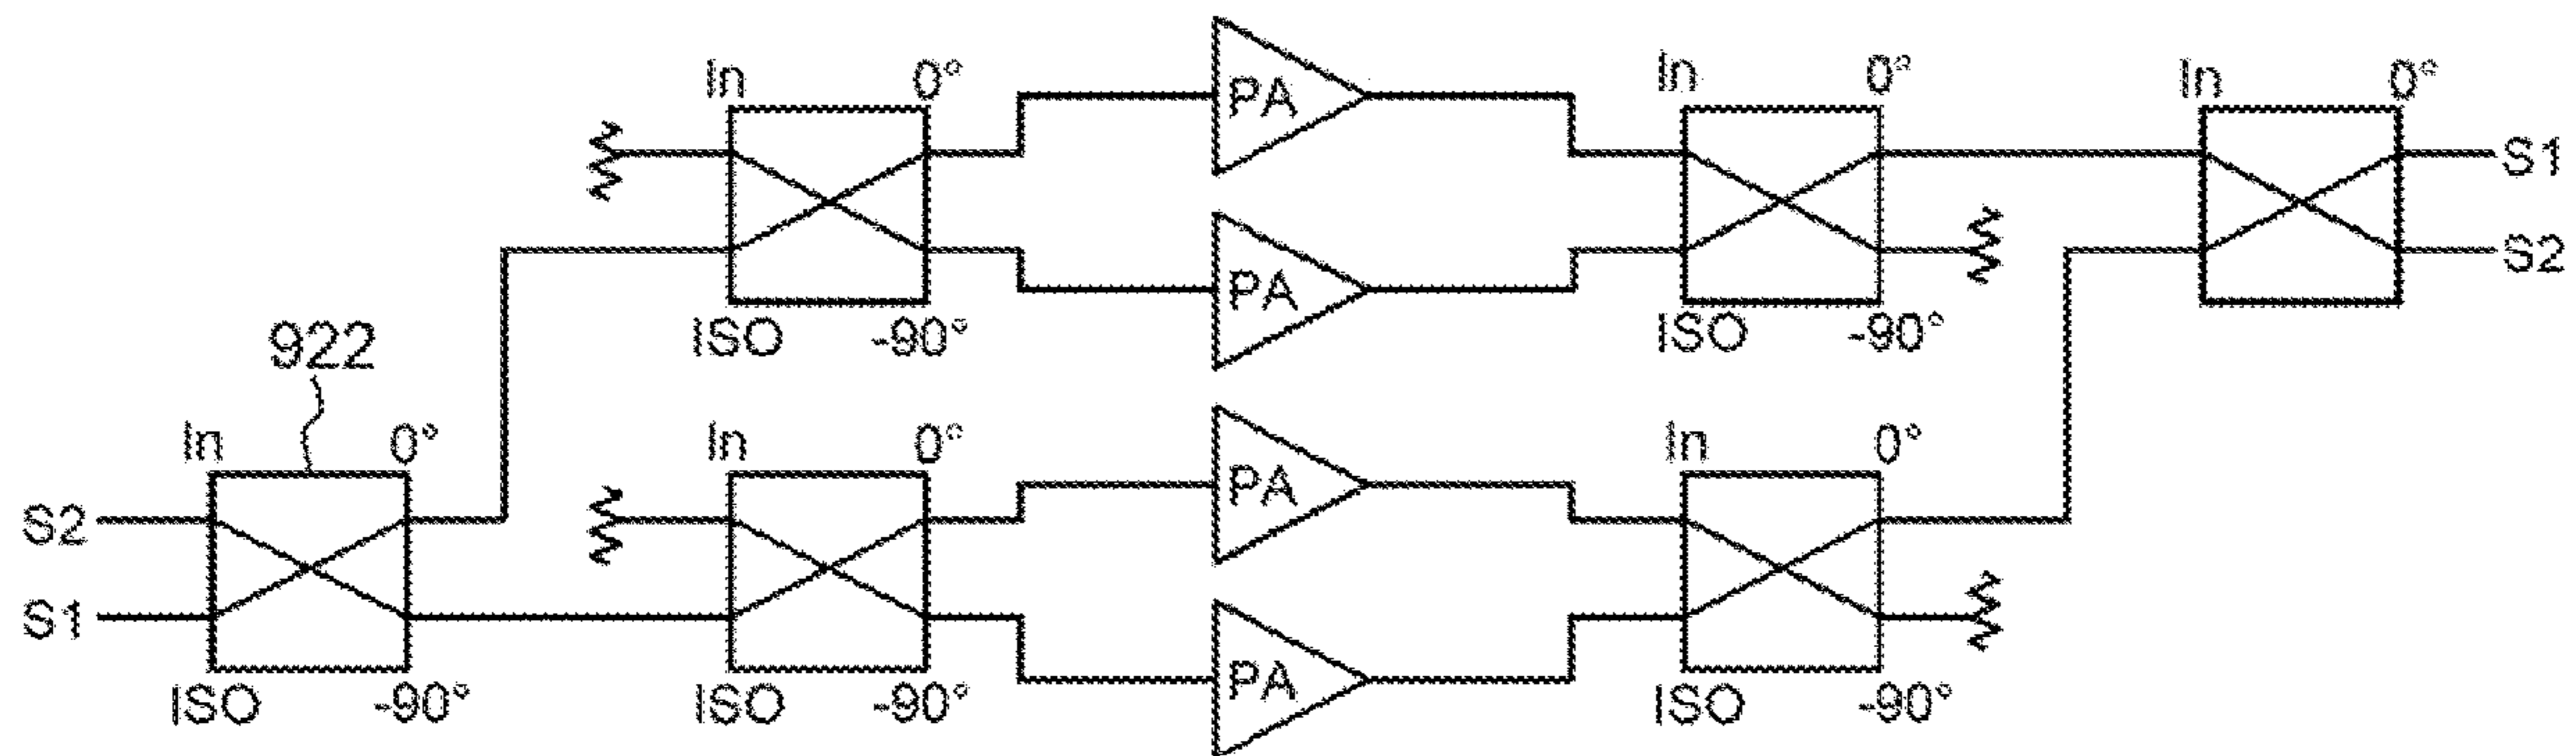 In 0° PA In 0° In 0°
S1
S2
PA
ISO -90° ISO -90°
922
In 0° In 0° PA In 0°
S2
S1
ISO -90° ISO -90° PA ISO -90°